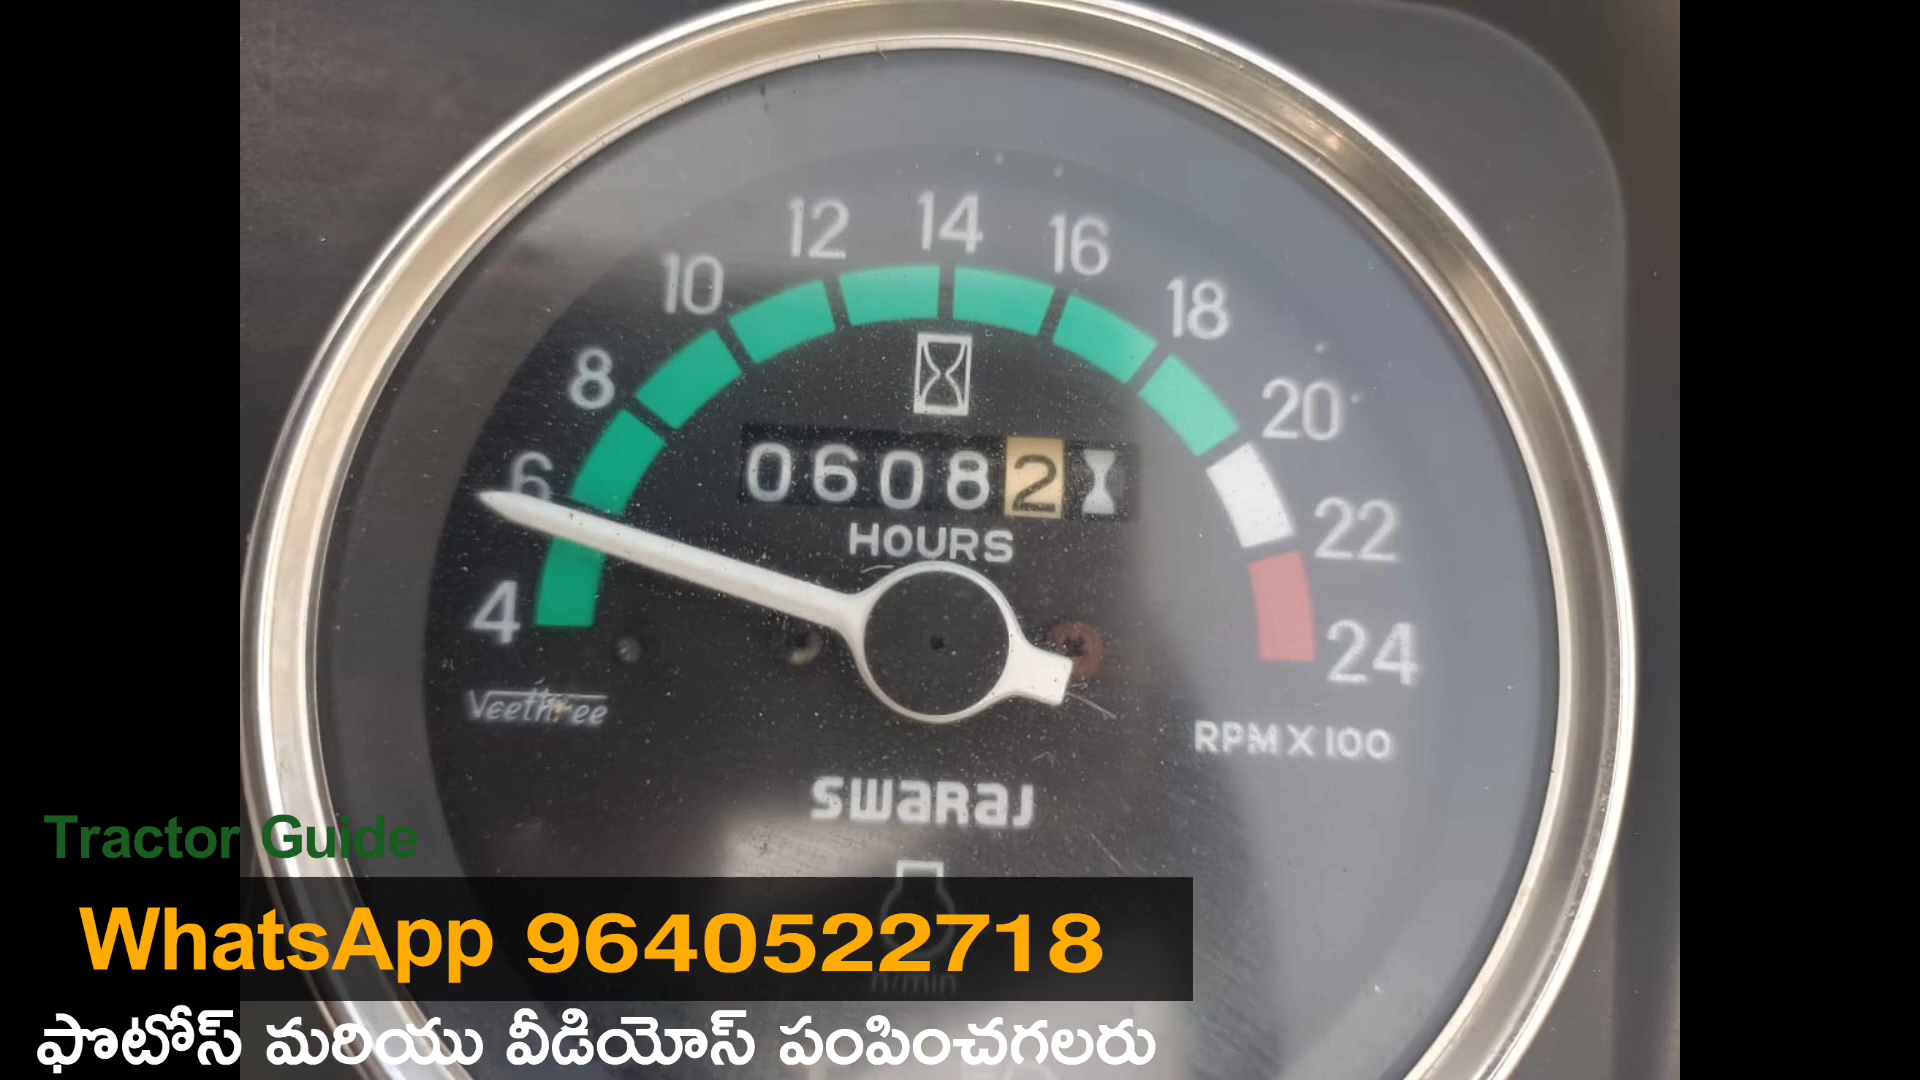 12 14 16
10 18
8 20
6 06082
HOURS
22
4 24
Veethree
RPM X 100
SWARAJ
Tractor Guide
WhatsApp 9640522718
n/min
ఫొటోస్ మరియు వీడియోస్ పంపించగలరు